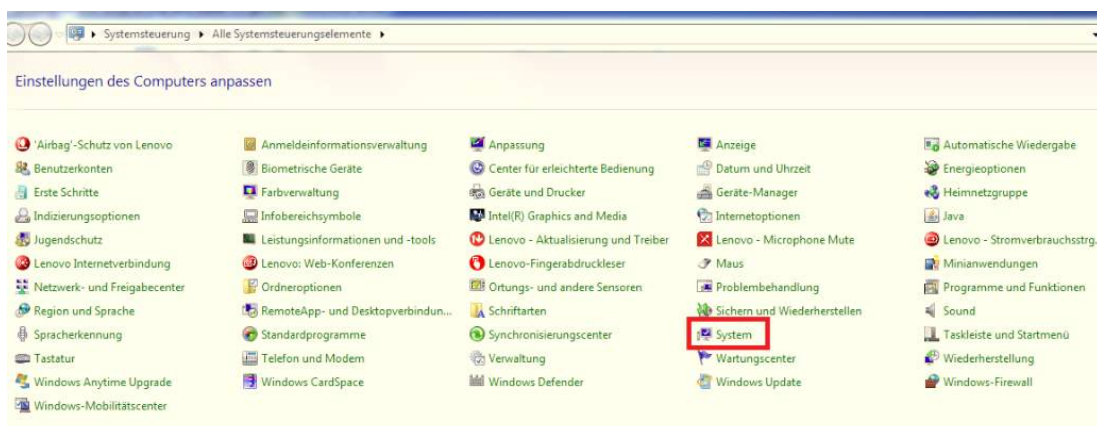 Systemsteuerung ▸ Alle Systemsteuerungselemente ▸
Einstellungen des Computers anpassen
'Airbag'-Schutz von Lenovo Anmeldeinformationsverwaltung Anpassung Anzeige Automatische Wiedergabe
Benutzerkonten Biometrische Geräte Center für erleichterte Bedienung Datum und Uhrzeit Energieoptionen
Erste Schritte Farbverwaltung Geräte und Drucker Geräte-Manager Heimnetzgruppe
Indizierungsoptionen Infobereichsymbole Intel(R) Graphics and Media Internetoptionen Java
Jugendschutz Leistungsinformationen und -tools Lenovo - Aktualisierung und Treiber Lenovo - Microphone Mute Lenovo - Stromverbrauchsstrg.
Lenovo Internetverbindung Lenovo: Web-Konferenzen Lenovo-Fingerabdruckleser Maus Minianwendungen
Netzwerk- und Freigabecenter Ordneroptionen Ortungs- und andere Sensoren Problembehandlung Programme und Funktionen
Region und Sprache RemoteApp- und Desktopverbindun... Schriftarten Sichern und Wiederherstellen Sound
Spracherkennung Standardprogramme Synchronisierungscenter System Taskleiste und Startmenü
Tastatur Telefon und Modem Verwaltung Wartungscenter Wiederherstellung
Windows Anytime Upgrade Windows CardSpace Windows Defender Windows Update Windows-Firewall
Windows-Mobilitätscenter